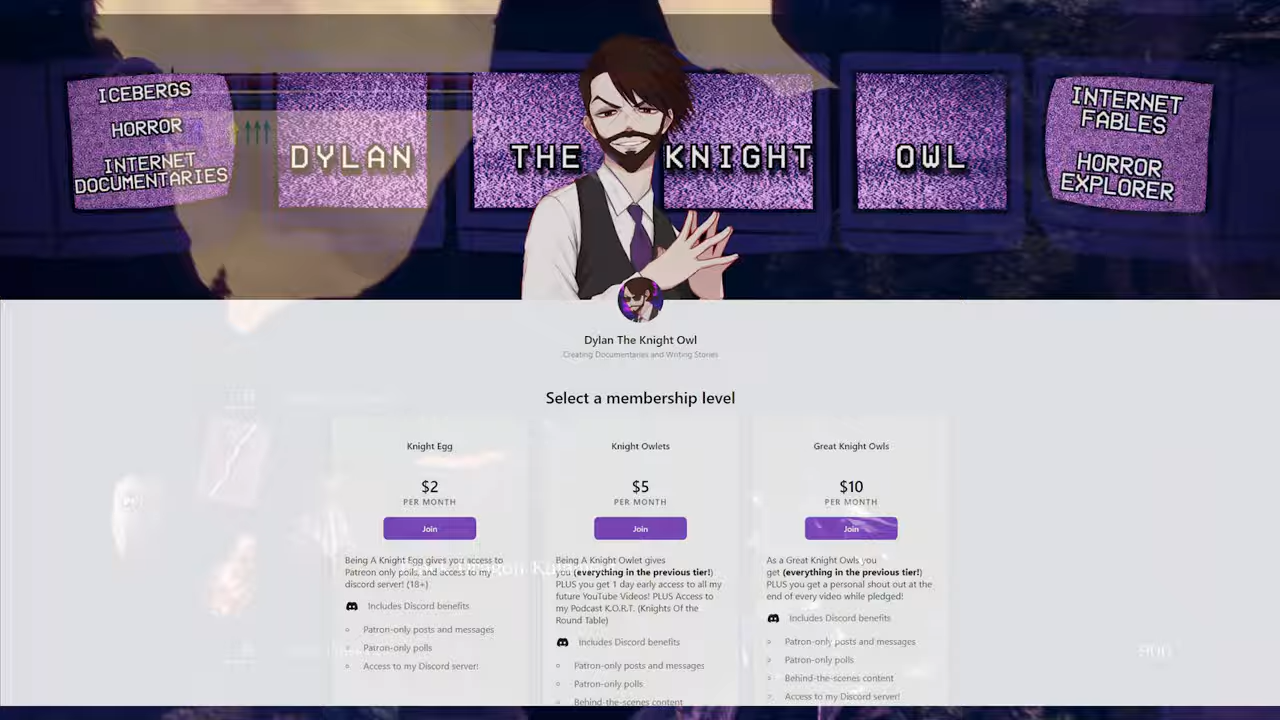 ICEBERGS
HORROR
INTERNET
DOCUMENTARIES
DYLAN
THE
KNIGHT
OWL
INTERNET
FABLES
HORROR
EXPLORER
Dylan The Knight Owl
Creating Documentaries and Writing Stories
Select a membership level
Knight Egg
$2
PER MONTH
Join
Being A Knight Egg gives you access to
Patreon only polls, and access to my
discord server! (18+)
Includes Discord benefits
Patron-only posts and messages
Patron-only polls
Access to my Discord server!
Knight Owlets
$5
PER MONTH
Join
Being A Knight Owlet gives
you (everything in the previous tier!)
PLUS you get 1 day early access to all my
future YouTube Videos! PLUS Access to
my Podcast K.O.R.T. (Knights Of the
Round Table)
Includes Discord benefits
Patron-only posts and messages
Patron-only polls
Behind-the-scenes content
Great Knight Owls
$10
PER MONTH
Join
As a Great Knight Owls you
get (everything in the previous tier!)
PLUS you get a personal shout out at the
end of every video while pledged!
Includes Discord benefits
Patron-only posts and messages
Patron-only polls
Behind-the-scenes content
Access to my Discord server!